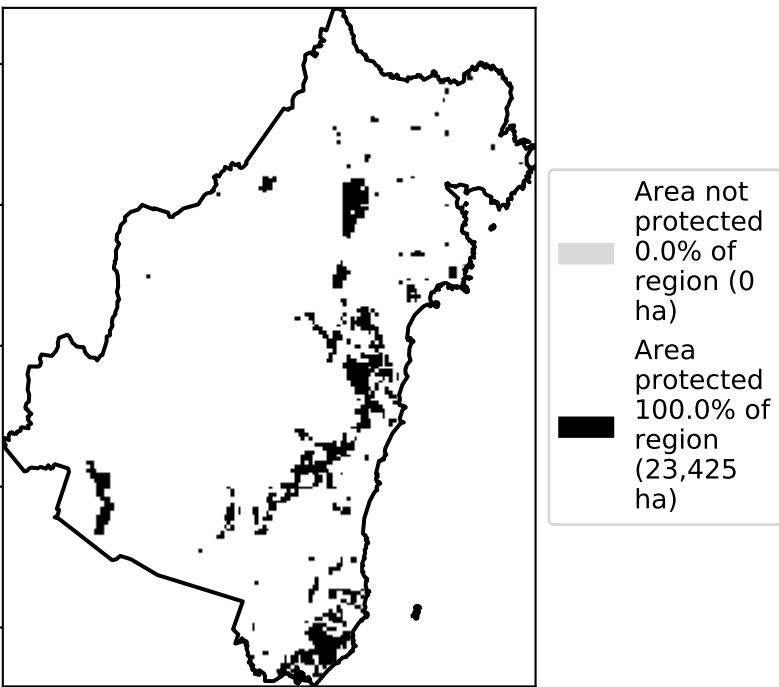 Area not
protected
0.0% of
region (0
ha)
Area
protected
100.0% of
region
(23,425
ha)